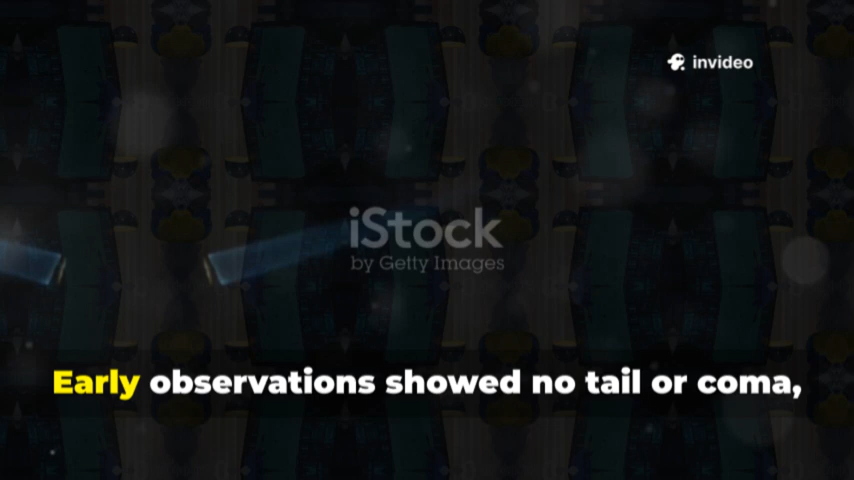 invideo
iStock
by Getty Images
Early observations showed no tail or coma,